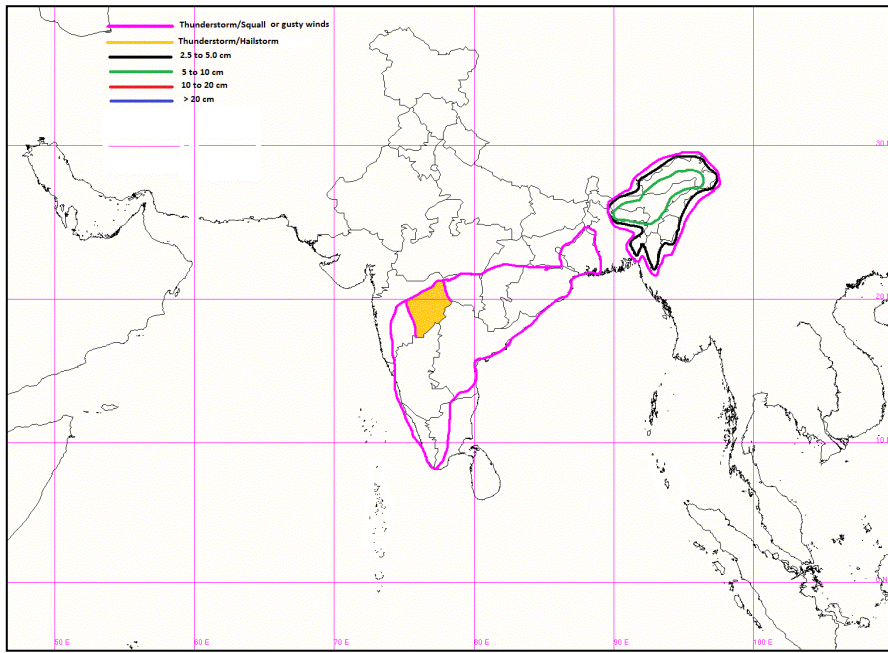 Thunderstorm/Squall or gusty winds
Thunderstorm/Hailstorm
2.5 to 5.0 cm
5 to 10 cm
10 to 20 cm
> 20 cm
30
20
10
0 N
50 E
60 E
70 E
80 E
90 E
100 E